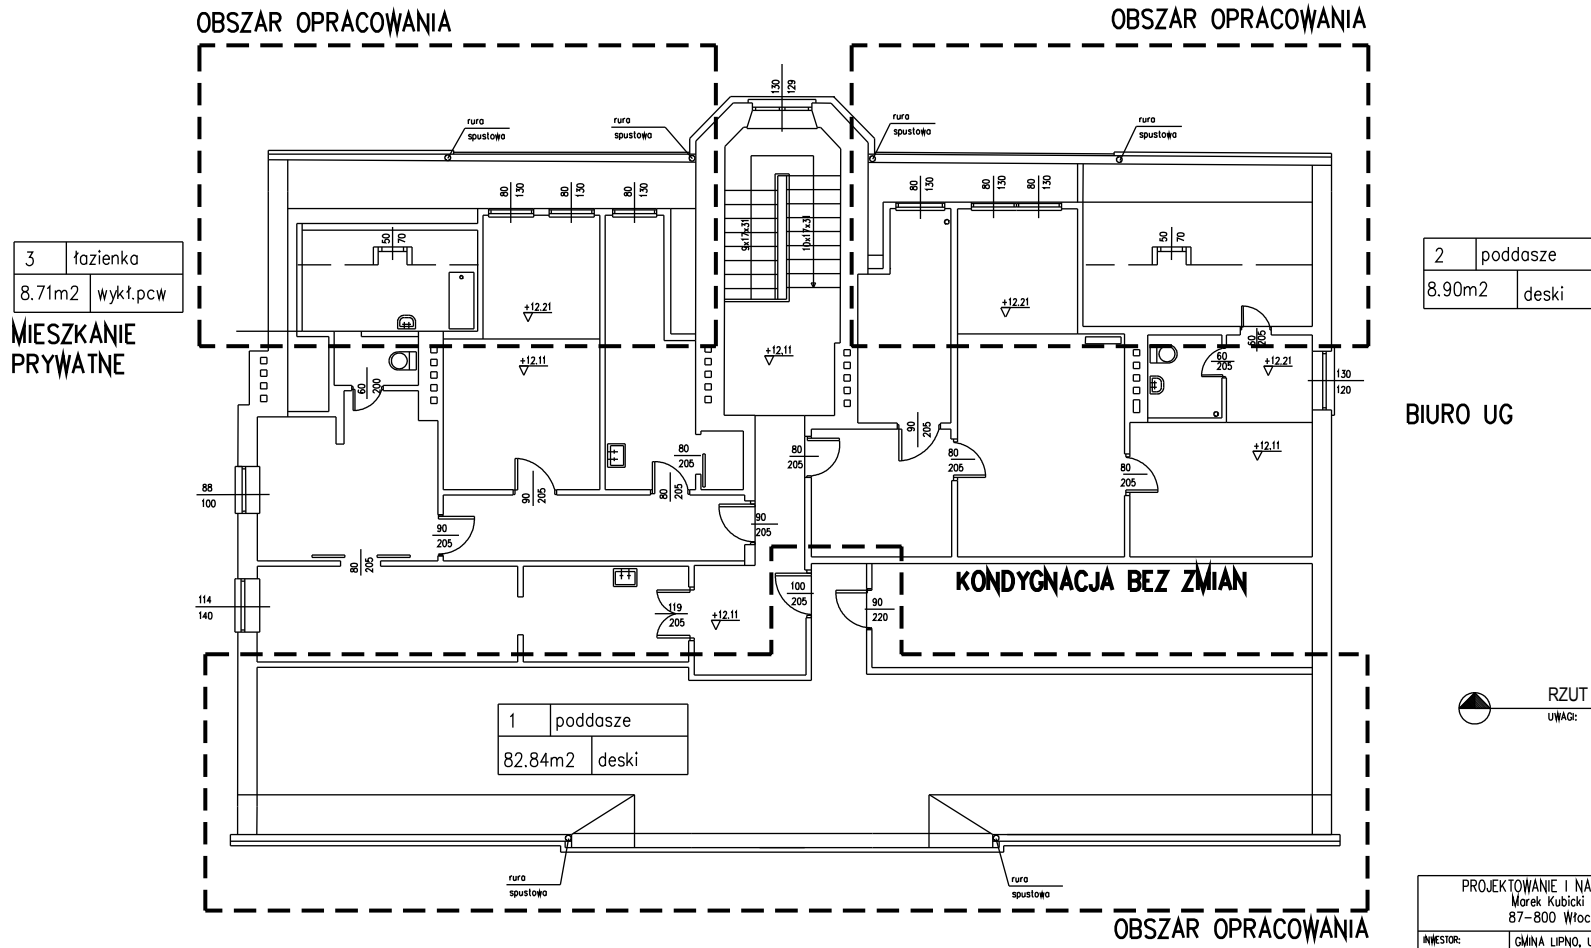 OBSZAR OPRACOWANIA
OBSZAR OPRACOWANIA
130
129
rura
spustowa
rura
spustowa
rura
spustowa
rura
spustowa
80
130
80
130
80
130
80
130
80
130
80
130
9x17x31
10x17x31
50
70
50
70
3 łazienka
8.71m2 wykł.pcw
MIESZKANIE
PRYWATNE
2 poddasze
8.90m2 deski
+12.21
+12.21
+12.11
+12.11
60
205
60
205
+12.21
130
120
60
200
BIURO UG
90
205
80
205
80
205
80
205
+12.11
80
205
88
100
90
205
80
205
90
205
90
205
80
205
KONDYGNACJA BEZ ZMIAN
114
140
119
205
+12.11
100
205
90
220
1 poddasze
82.84m2 deski
RZUT
UWAGI:
rura
spustowa
rura
spustowa
OBSZAR OPRACOWANIA
PROJEKTOWANIE I NA
Marek Kubicki
87-800 Włoc
INWESTOR: GMINA LIPNO, U